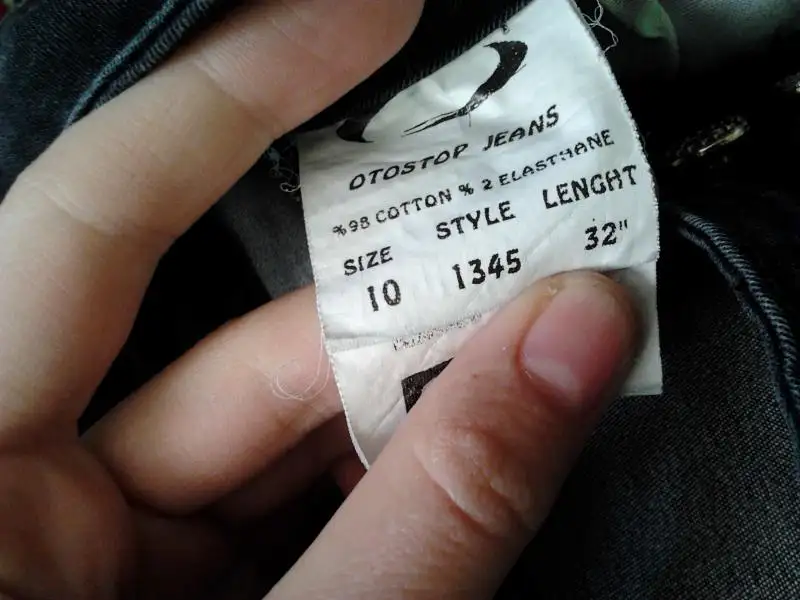 OTOSTOP JEANS
%98 COTTON % 2 ELASTHANE
SIZE STYLE LENGHT
10 1345 32"